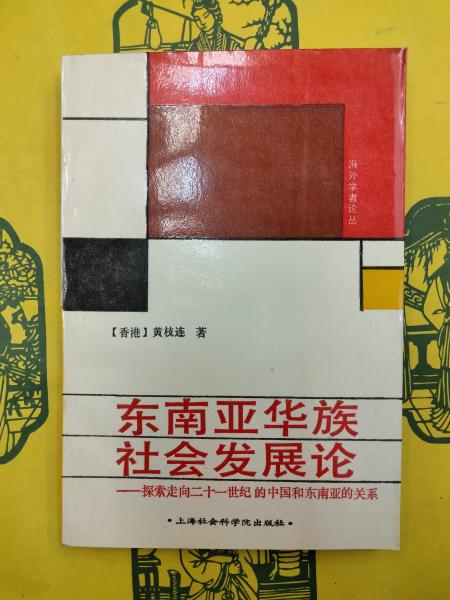 海外学者论丛
【香港】黄枝连 著
东南亚华族
社会发展论
——探索走向二十一世纪的中国和东南亚的关系
·上海社会科学院出版社·